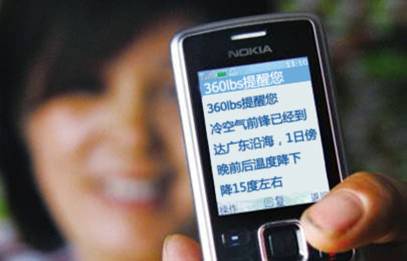 NOKIA
360lbs提醒您
360lbs提醒您
冷空气前锋已经到
达广东沿海，1日傍
晚前后温度降下
降15度左右
操作